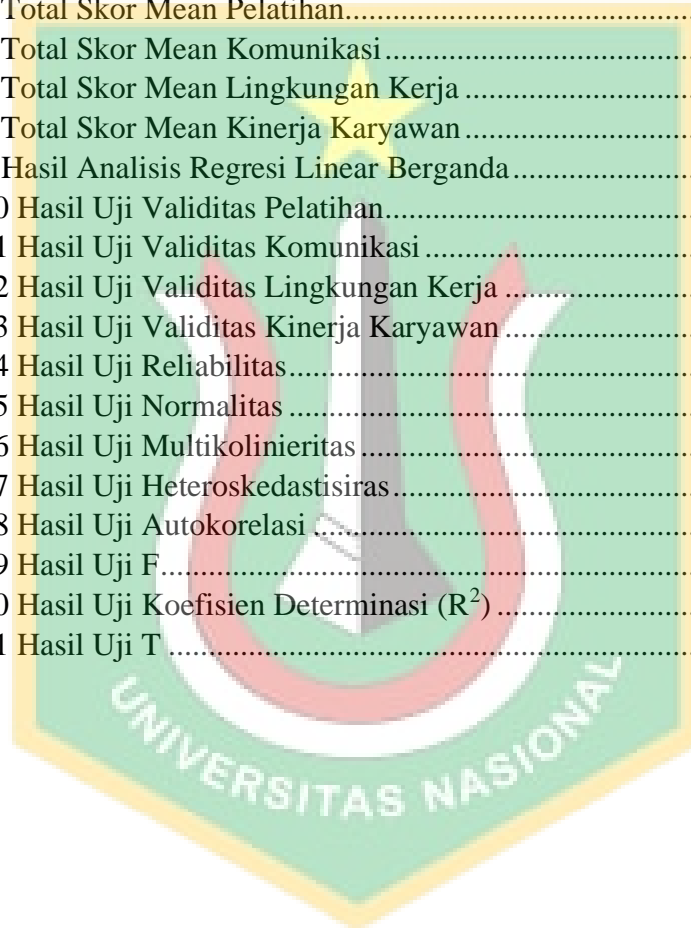 Total Skor Mean Pelatihan
Total Skor Mean Komunikasi
Total Skor Mean Lingkungan Kerja
Total Skor Mean Kinerja Karyawan
Hasil Analisis Regresi Linear Berganda
0 Hasil Uji Validitas Pelatihan
1 Hasil Uji Validitas Komunikasi
2 Hasil Uji Validitas Lingkungan Kerja
3 Hasil Uji Validitas Kinerja Karyawan
4 Hasil Uji Reliabilitas
5 Hasil Uji Normalitas
6 Hasil Uji Multikolinieritas
7 Hasil Uji Heteroskedastisiras
8 Hasil Uji Autokorelasi
9 Hasil Uji F
0 Hasil Uji Koefisien Determinasi (R²)
1 Hasil Uji T
UNIVERSITAS NASIONAL